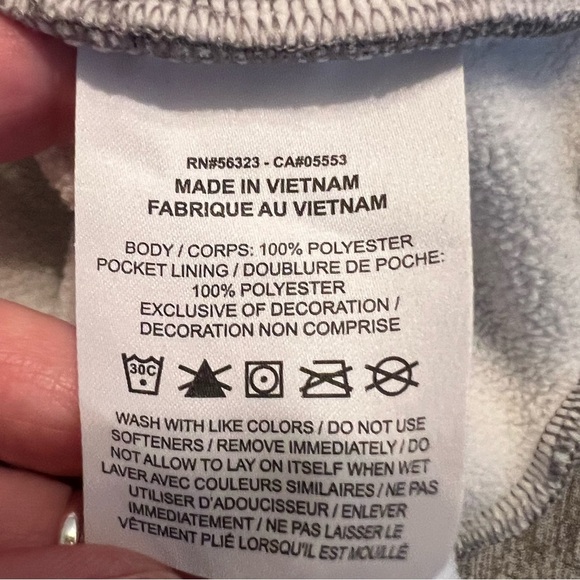 RN#56323 - CA#05553
MADE IN VIETNAM
FABRIQUE AU VIETNAM
BODY / CORPS: 100% POLYESTER
POCKET LINING / DOUBLURE DE POCHE:
100% POLYESTER
EXCLUSIVE OF DECORATION /
DECORATION NON COMPRISE
30C
WASH WITH LIKE COLORS / DO NOT USE
SOFTENERS / REMOVE IMMEDIATELY / DO
NOT ALLOW TO LAY ON ITSELF WHEN WET
LAVER AVEC COULEURS SIMILAIRES / NE PAS
UTILISER D'ADOUCISSEUR / ENLEVER
IMMEDIATEMENT / NE PAS LAISSER LE
VÊTEMENT PLIÉ LORSQU'IL EST MOUILLÉ